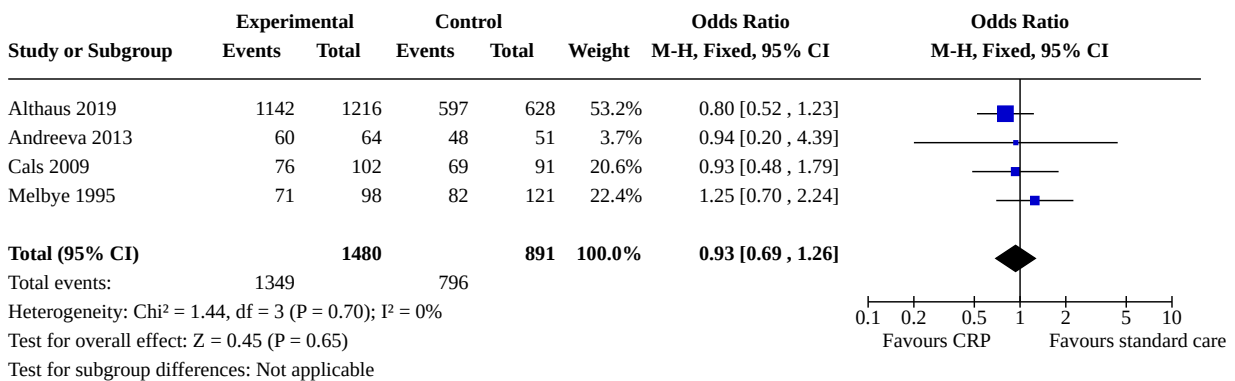 Experimental Control Odds Ratio Odds Ratio
Study or Subgroup Events Total Events Total Weight M-H, Fixed, 95% CI M-H, Fixed, 95% CI
Althaus 2019 1142 1216 597 628 53.2% 0.80 [0.52 , 1.23]
Andreeva 2013 60 64 48 51 3.7% 0.94 [0.20 , 4.39]
Cals 2009 76 102 69 91 20.6% 0.93 [0.48 , 1.79]
Melbye 1995 71 98 82 121 22.4% 1.25 [0.70 , 2.24]
Total (95% CI) 1480 891 100.0% 0.93 [0.69 , 1.26]
Total events: 1349 796
Heterogeneity: Chi² = 1.44, df = 3 (P = 0.70); I² = 0%
0.1 0.2 0.5 1 2 5 10
Test for overall effect: Z = 0.45 (P = 0.65) Favours CRP Favours standard care
Test for subgroup differences: Not applicable